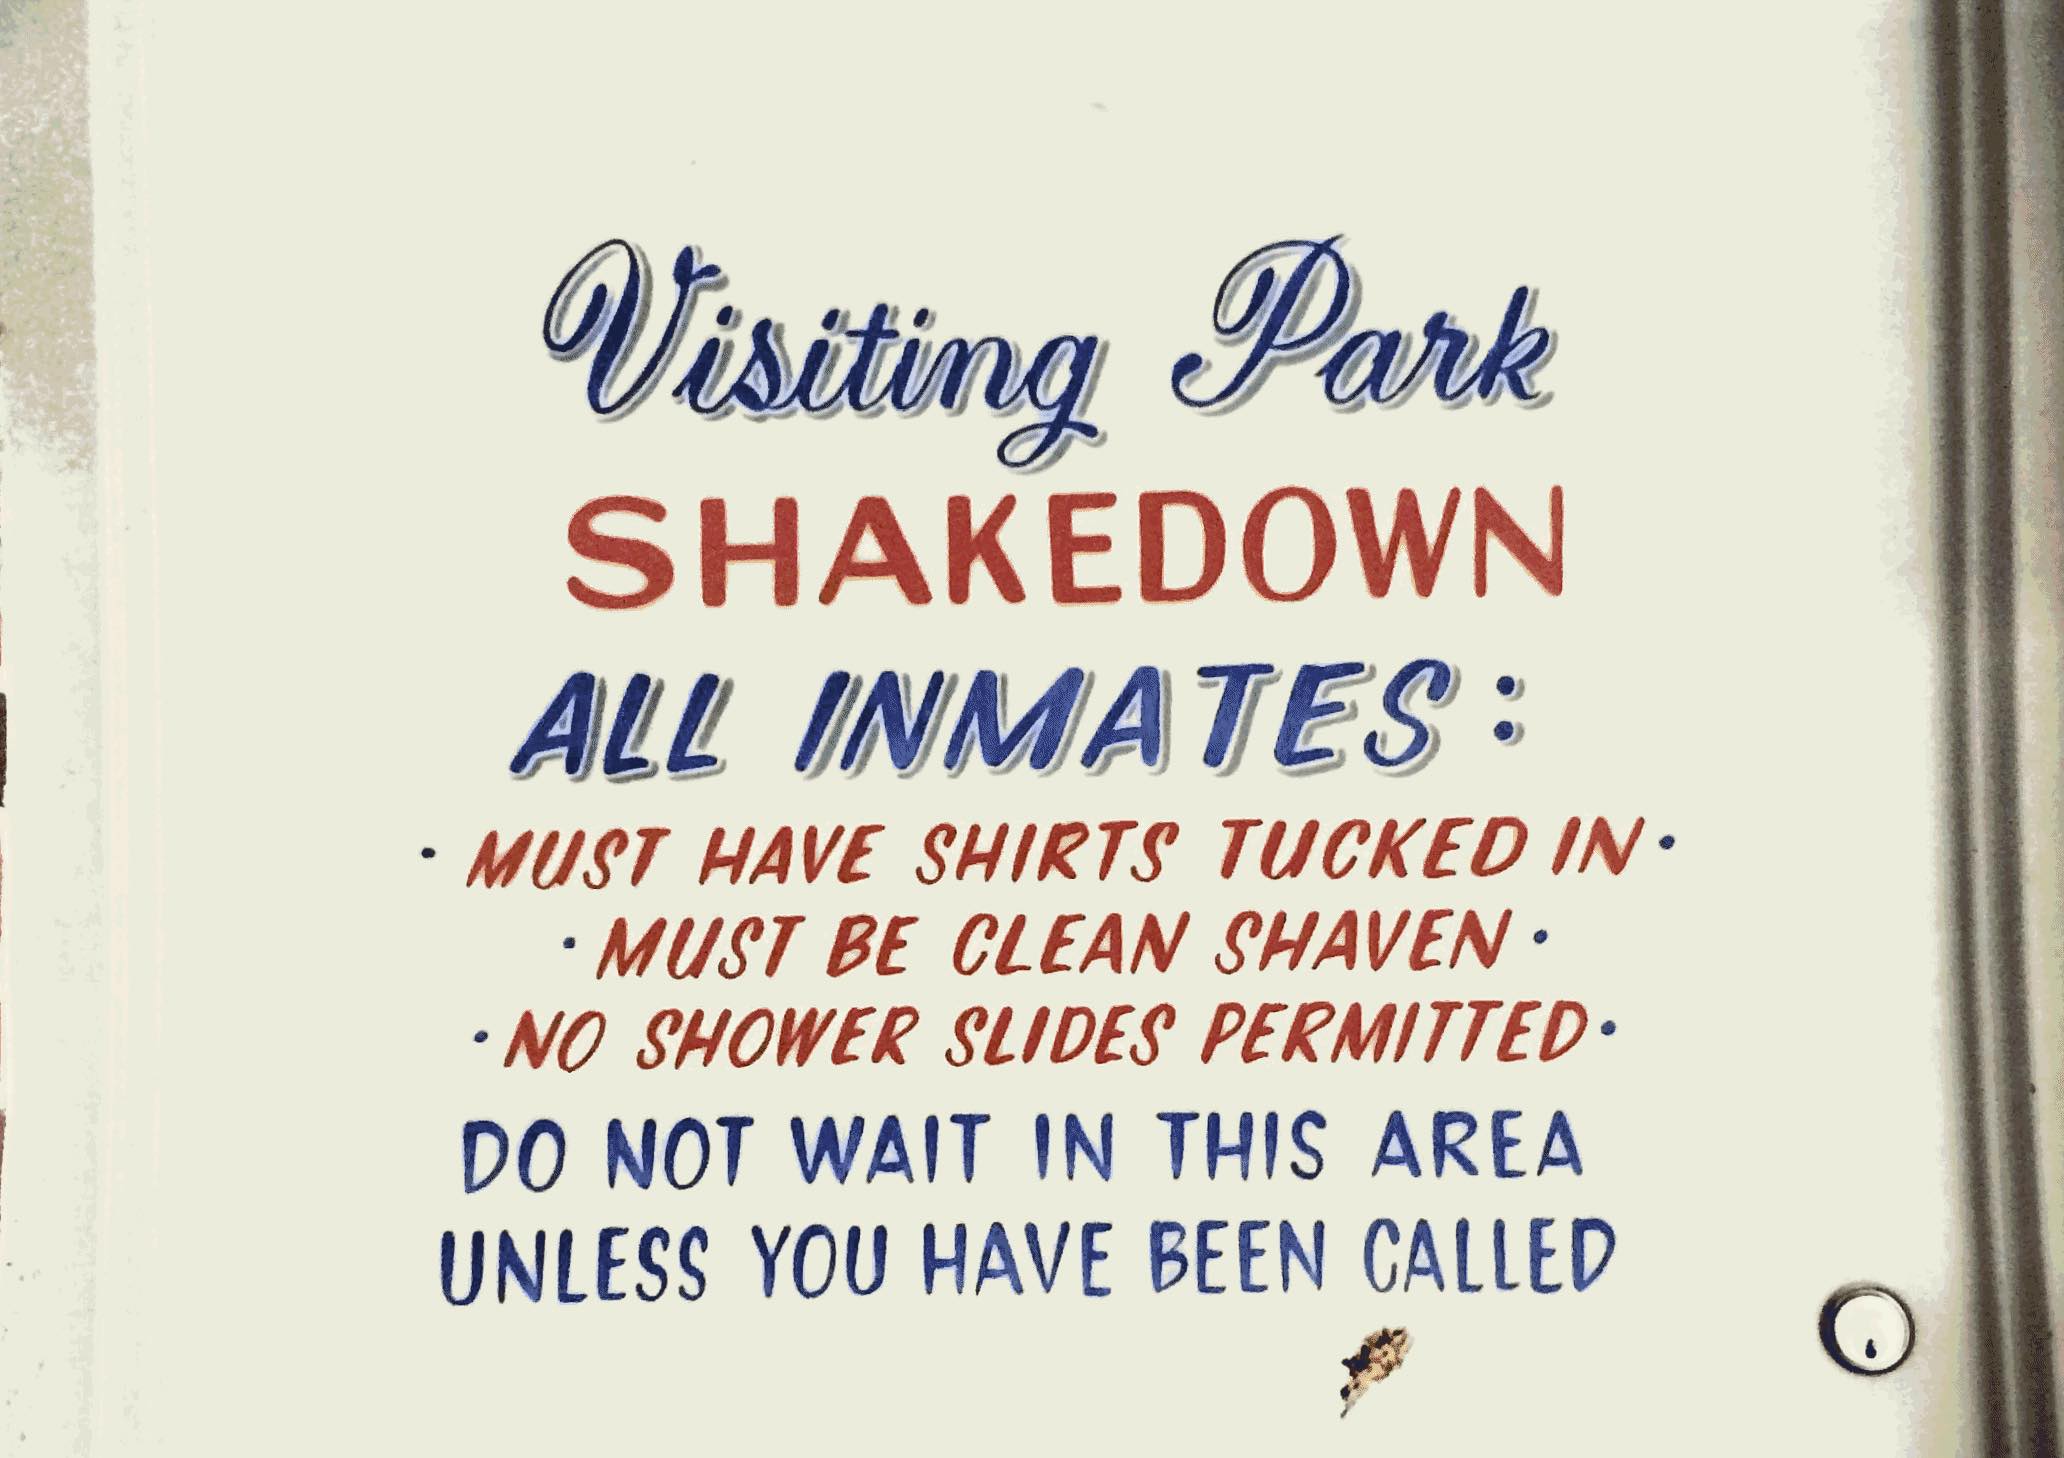 Visiting Park
SHAKEDOWN
ALL INMATES:
· MUST HAVE SHIRTS TUCKED IN ·
· MUST BE CLEAN SHAVEN ·
· NO SHOWER SLIDES PERMITTED ·
DO NOT WAIT IN THIS AREA
UNLESS YOU HAVE BEEN CALLED